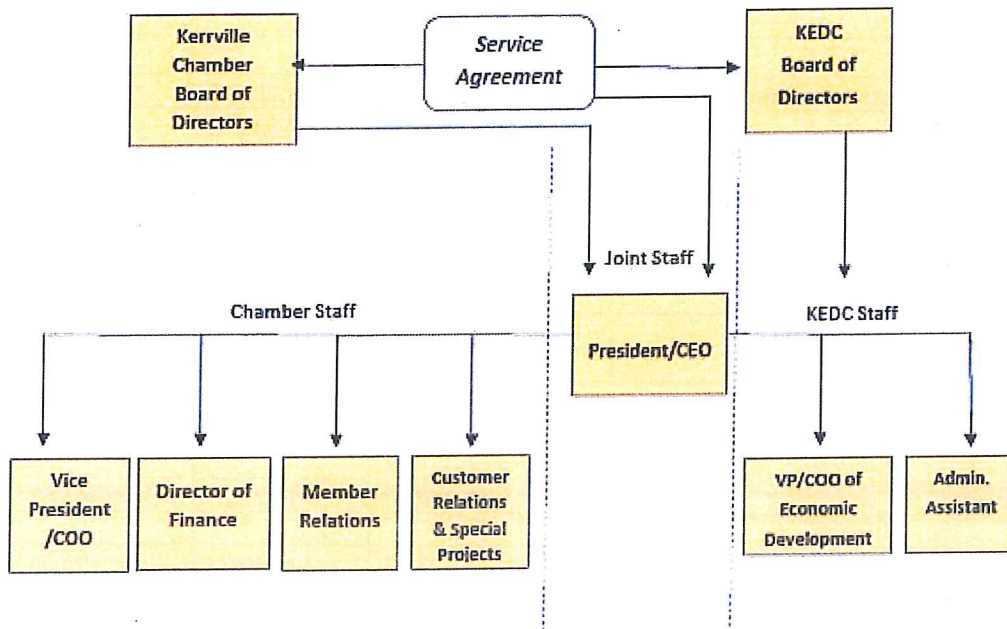 Kerrville
Chamber
Board of
Directors
Service
Agreement
KEDC
Board of
Directors
Joint Staff
Chamber Staff
KEDC Staff
President/CEO
Vice
President
/COO
Director of
Finance
Member
Relations
Customer
Relations
& Special
Projects
VP/COO of
Economic
Development
Admin.
Assistant